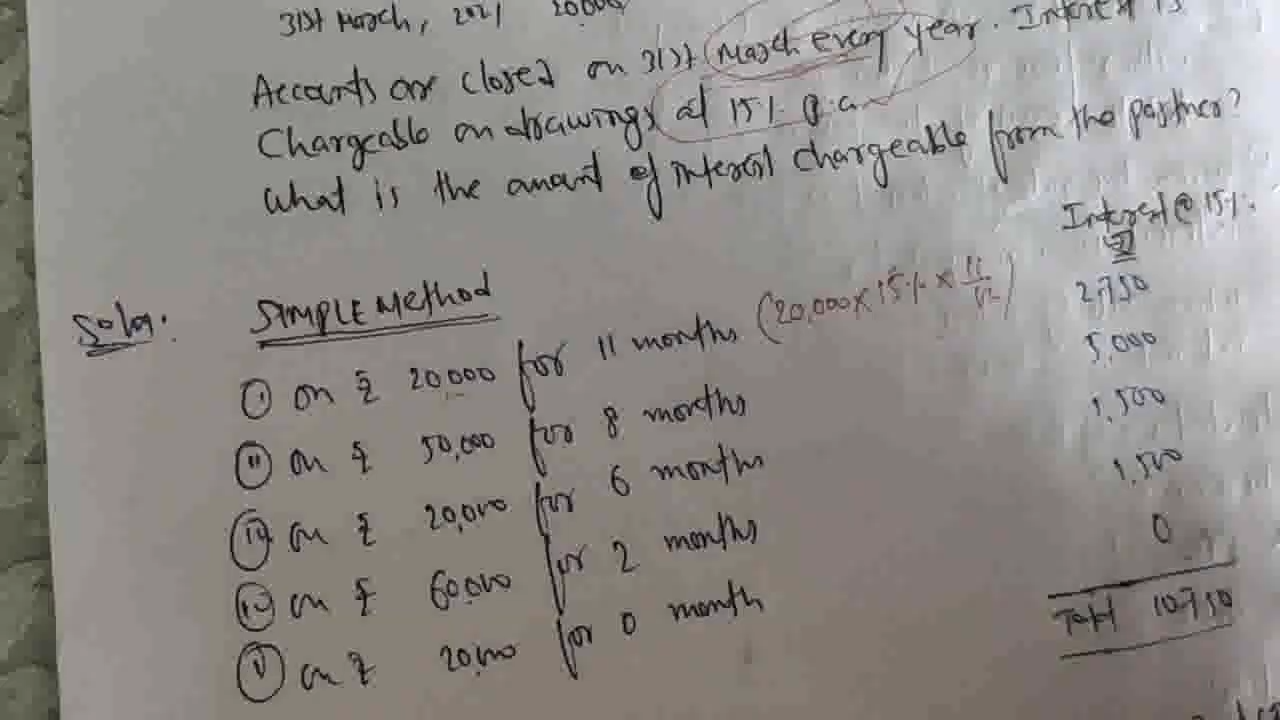 31st March, 2021 20,000
Accounts are closed on 31st March every year. Interest is
Chargeable on drawings at 15% p.a
What is the amount of interest chargeable from the partner?
Interest @ 15%
Soln:
SIMPLE Method
(i) on ₹ 20,000 for 11 months (20,000 × 15% × 11/12) 2,750
(ii) on ₹ 50,000 for 8 months 5,000
(iii) on ₹ 20,000 for 6 months 1,500
(iv) on ₹ 60,000 for 2 months 1,500
(v) on ₹ 20,000 for 0 month 0
Total 10,750